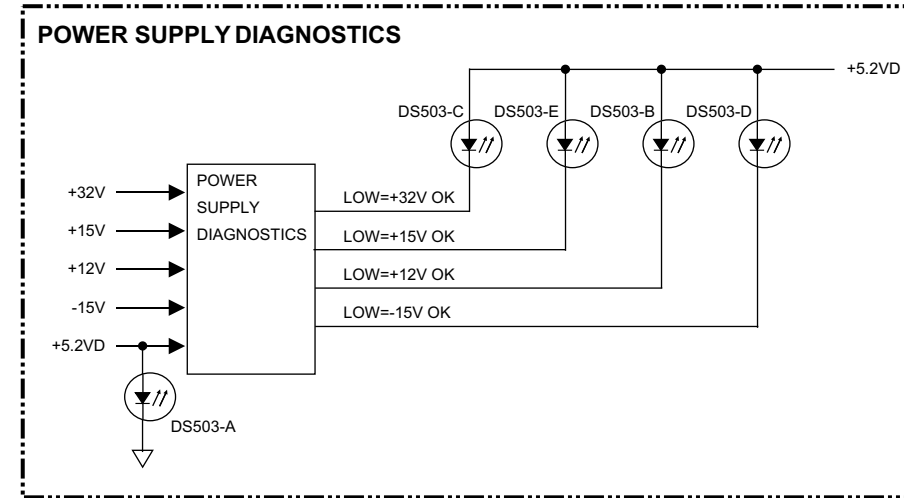 POWER SUPPLY DIAGNOSTICS
+5.2VD
DS503-C
DS503-E
DS503-B
DS503-D
+32V
+15V
+12V
-15V
+5.2VD
POWER
SUPPLY
DIAGNOSTICS
LOW=+32V OK
LOW=+15V OK
LOW=+12V OK
LOW=-15V OK
DS503-A